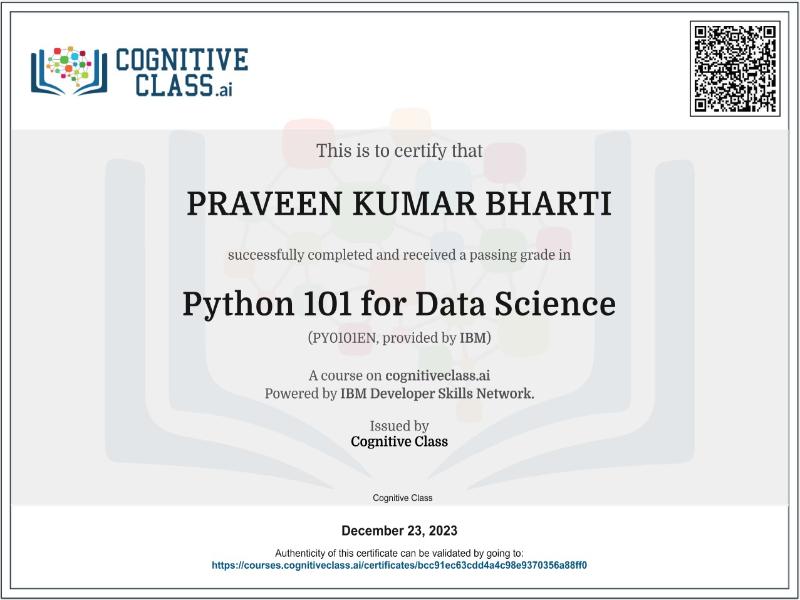 COGNITIVE
CLASS.ai
This is to certify that
PRAVEEN KUMAR BHARTI
successfully completed and received a passing grade in
Python 101 for Data Science
(PY0101EN, provided by IBM)
A course on cognitiveclass.ai
Powered by IBM Developer Skills Network.
Issued by
Cognitive Class
Cognitive Class
December 23, 2023
Authenticity of this certificate can be validated by going to:
https://courses.cognitiveclass.ai/certificates/bcc91ec63cdd4a4c98e9370356a88ff0